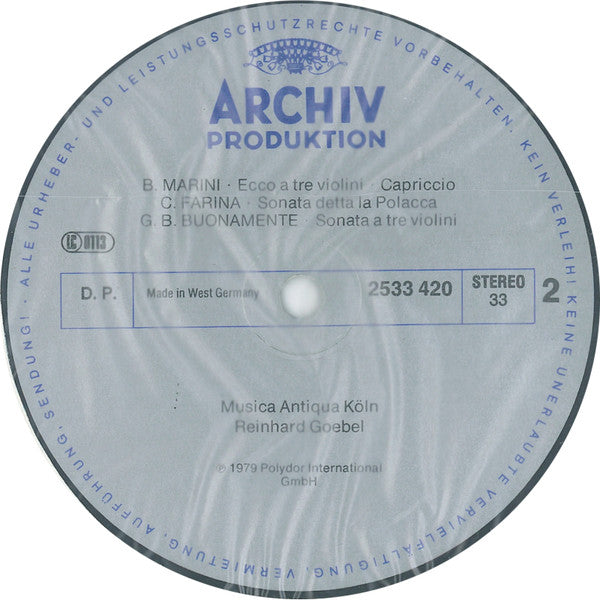 ALLE URHEBER- UND LEISTUNGSSCHUTZRECHTE VORBEHALTEN. KEIN VERLEIH! KEINE UNERLAUBTE VERVIELFÄLTIGUNG, VERMIETUNG, AUFFÜHRUNG, SENDUNG! ·
ARCHIV
PRODUKTION
B. MARINI · Ecco a tre violini · Capriccio
C. FARINA · Sonata detta la Polacca
G. B. BUONAMENTE · Sonata a tre violini
LC 0113
D. P. Made in West Germany 2533 420 STEREO 33 2
Musica Antiqua Köln
Reinhard Goebel
℗ 1979 Polydor International
GmbH